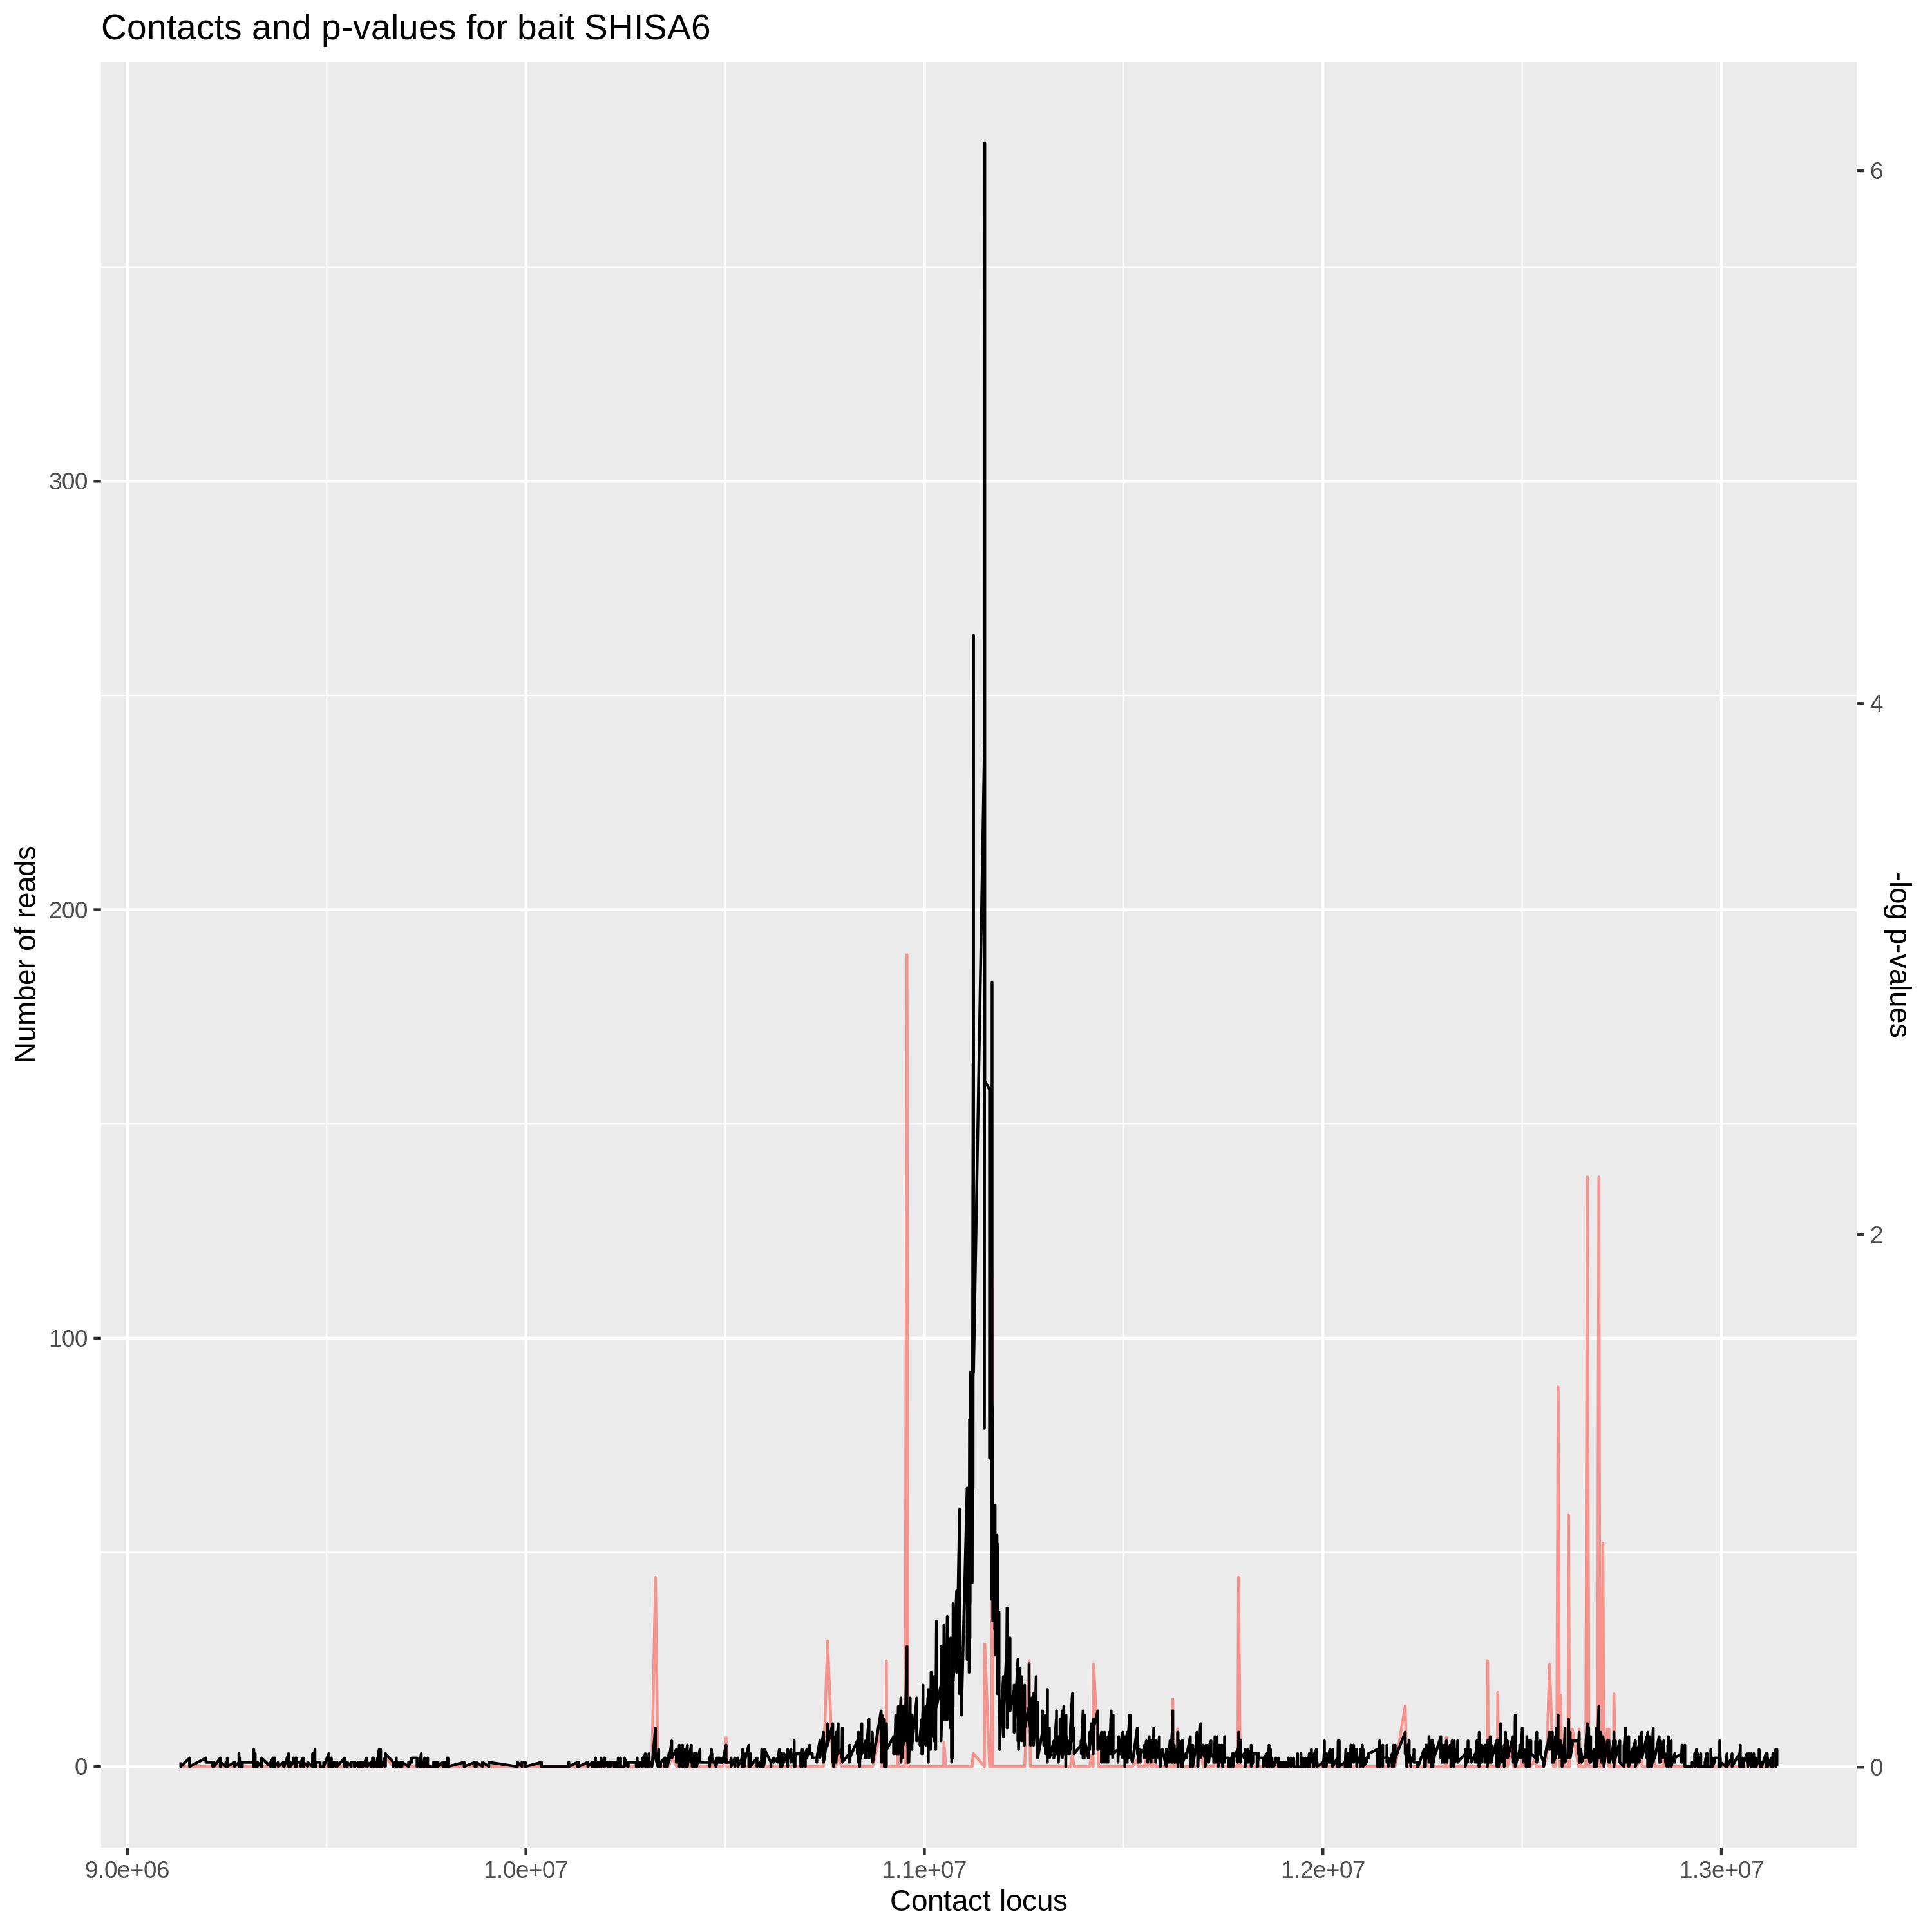 Contacts and p-values for bait SHISA6
6
300
4
Number of reads
200
-log p-values
2
100
0
0
9.0e+06
1.0e+07
1.1e+07
1.2e+07
1.3e+07
Contact locus